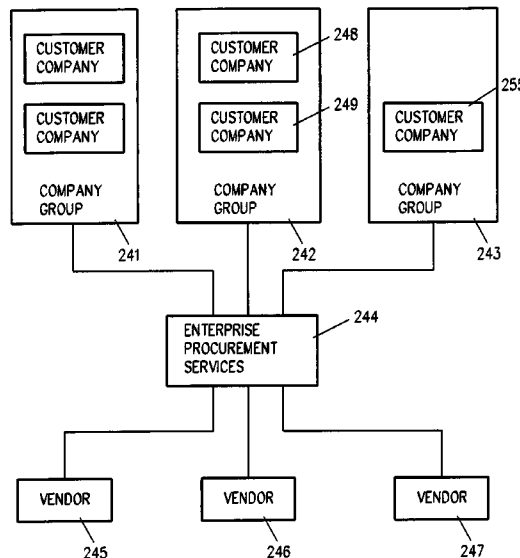 CUSTOMER
COMPANY
CUSTOMER
COMPANY
COMPANY
GROUP
241
CUSTOMER
COMPANY
248
CUSTOMER
COMPANY
249
COMPANY
GROUP
242
CUSTOMER
COMPANY
255
COMPANY
GROUP
243
ENTERPRISE
PROCUREMENT
SERVICES
244
VENDOR
245
VENDOR
246
VENDOR
247